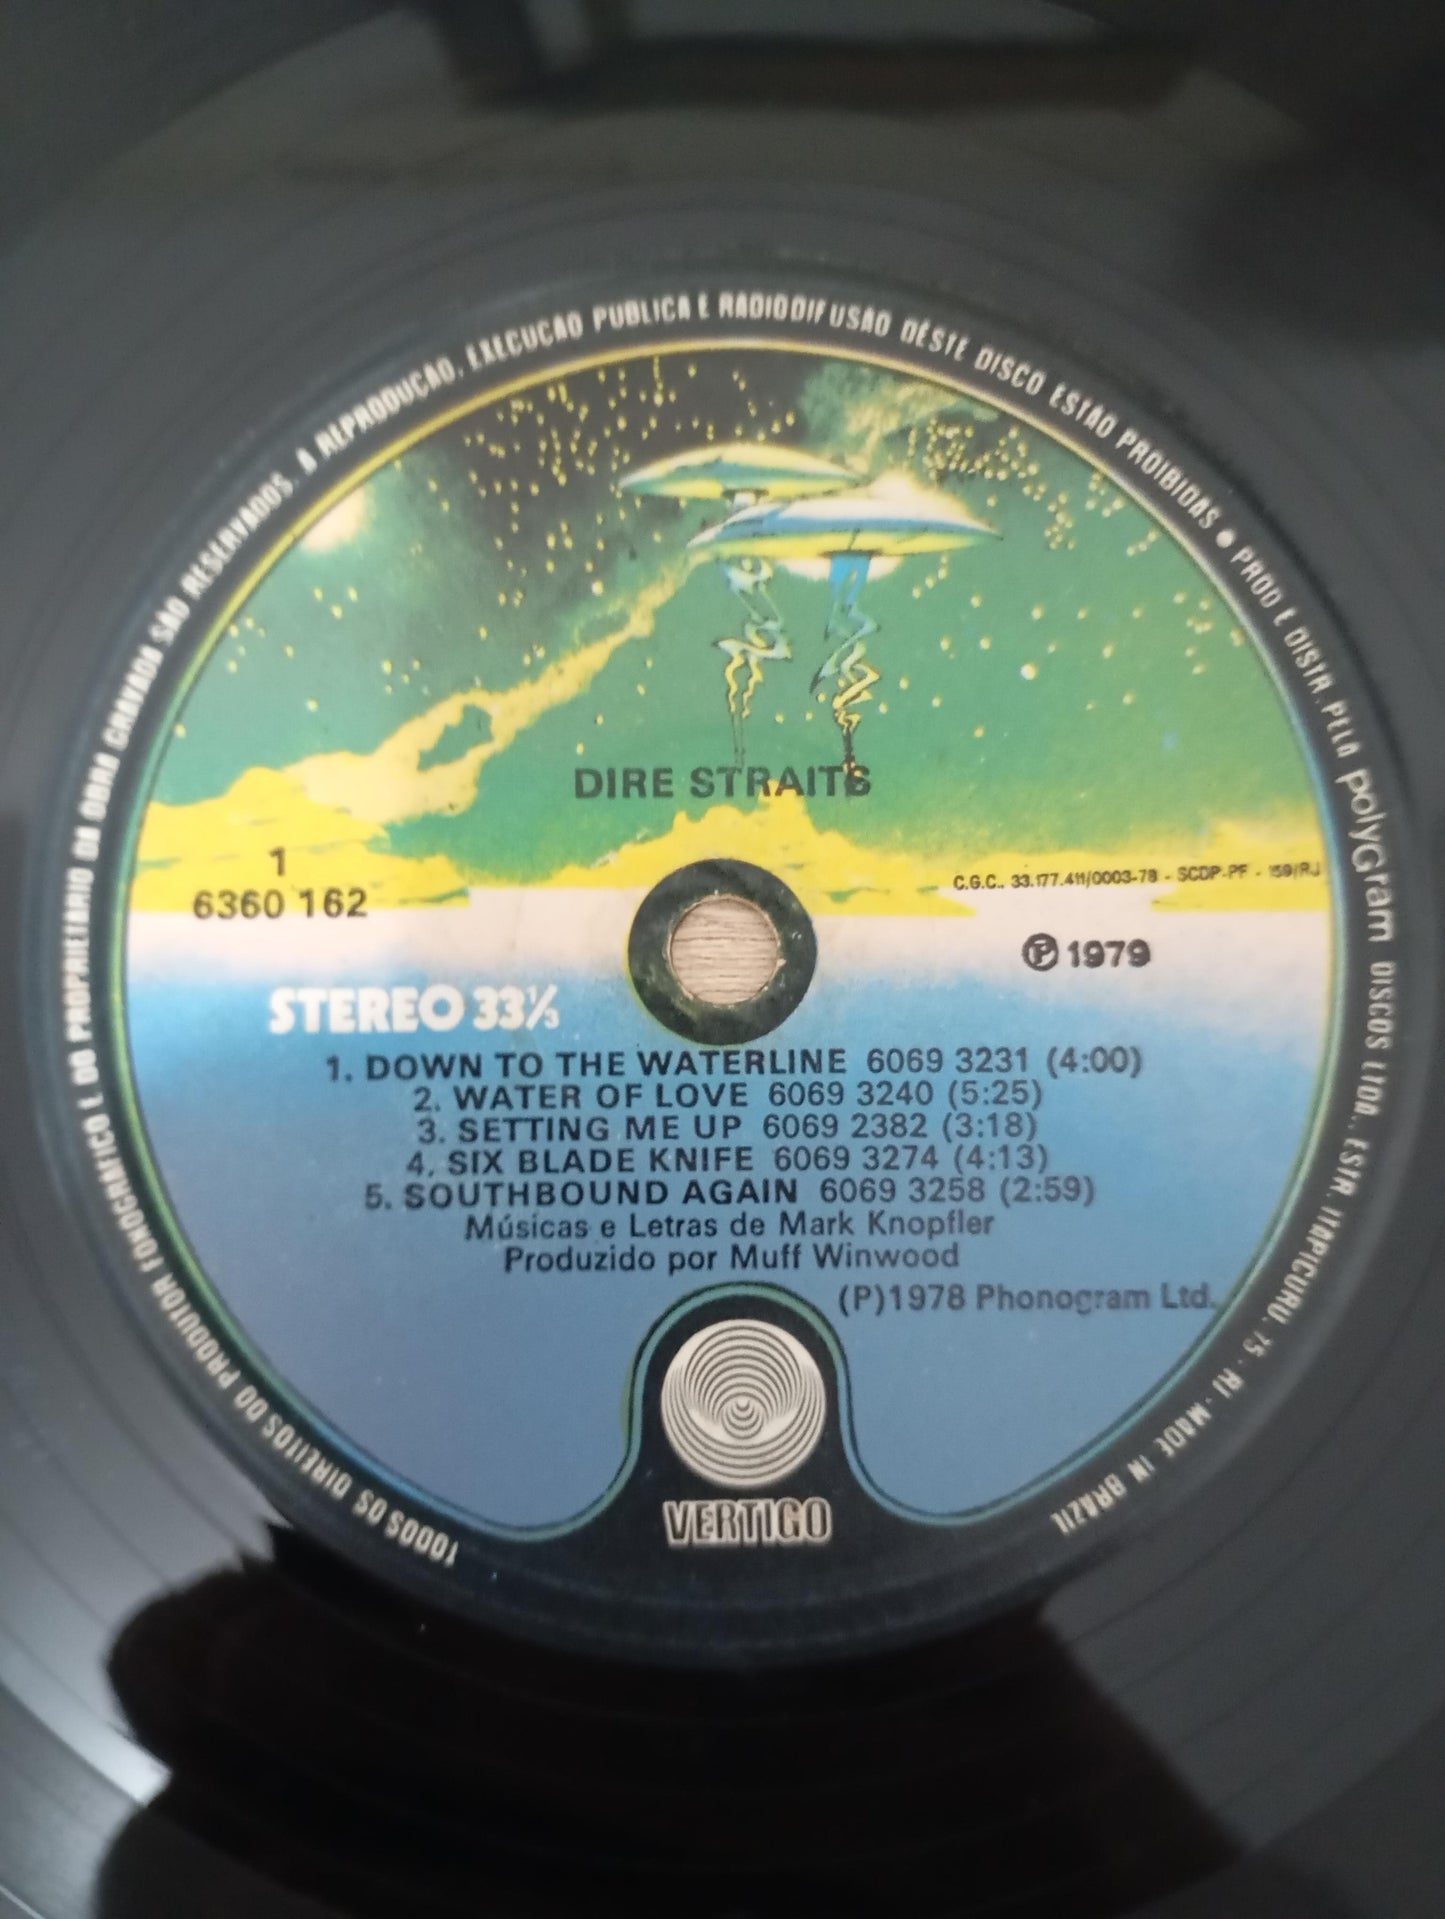 TODOS OS DIREITOS DO PRODUTOR FONOGRÁFICO E DO PROPRIETÁRIO DA OBRA GRAVADA SÃO RESERVADOS. A REPRODUÇÃO, EXECUÇÃO PUBLICA E RADIODIFUSÃO DÊSTE DISCO ESTÃO PROIBIDAS • PROD E DISTR. PELA polyGram DISCOS LTDA. ESTR. ITAPICURU, 75 - RJ - MADE IN BRAZIL
DIRE STRAITS
1
6360 162
C.G.C.. 33.177.411/0003-78 - SCDP-PF - 159/RJ
Ⓟ 1979
STEREO 33⅓
1. DOWN TO THE WATERLINE 6069 3231 (4:00)
2. WATER OF LOVE 6069 3240 (5:25)
3. SETTING ME UP 6069 2382 (3:18)
4. SIX BLADE KNIFE 6069 3274 (4:13)
5. SOUTHBOUND AGAIN 6069 3258 (2:59)
Músicas e Letras de Mark Knopfler
Produzido por Muff Winwood
(P)1978 Phonogram Ltd.
VERTIGO